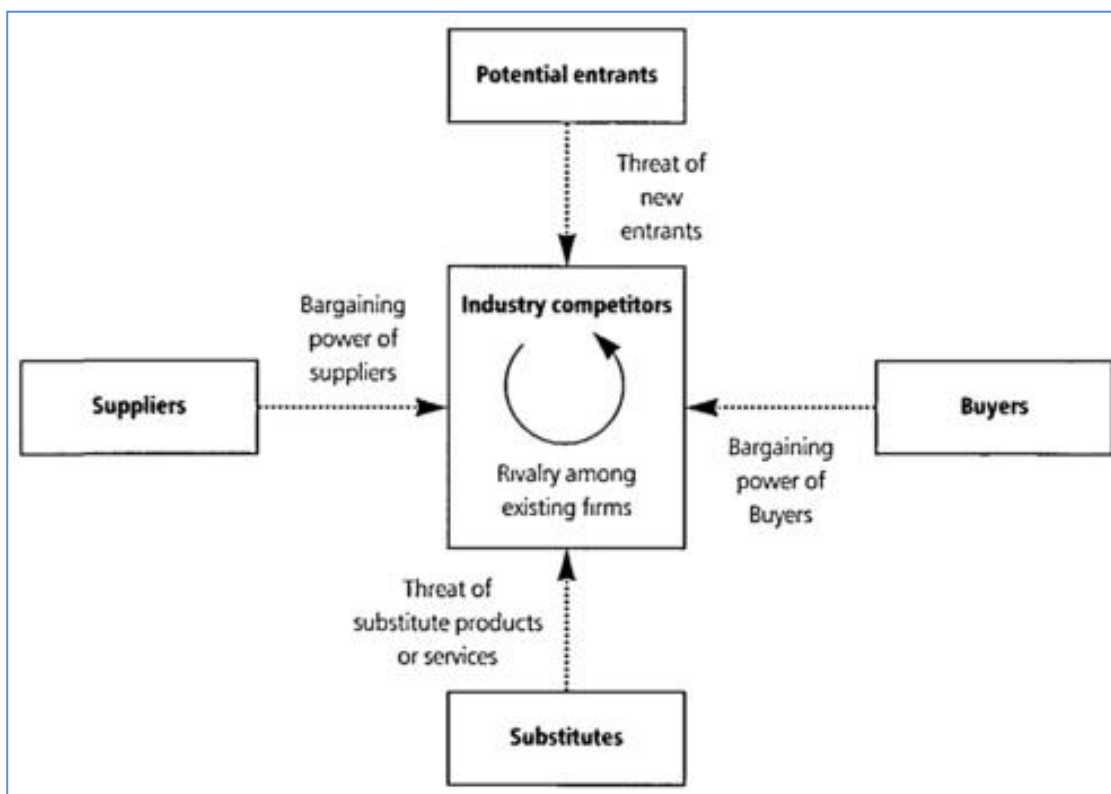 Potential entrants
Threat of
new
entrants
Industry competitors
Bargaining
power of
suppliers
Suppliers
Buyers
Rivalry among
existing firms
Bargaining
power of
Buyers
Threat of
substitute products
or services
Substitutes